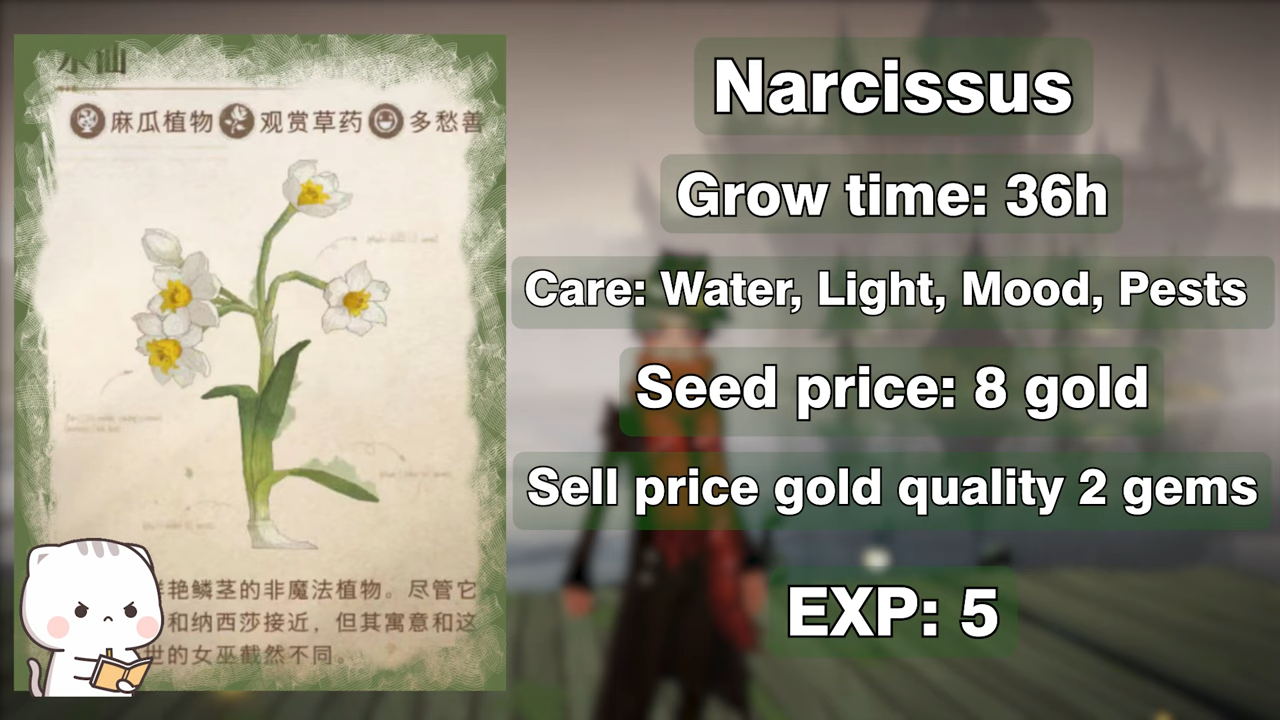 水仙
麻瓜植物 观赏草药 多愁善
艳鳞茎的非魔法植物。尽管它
和纳西莎接近，但其寓意和这
世的女巫截然不同。
Narcissus
Grow time: 36h
Care: Water, Light, Mood, Pests
Seed price: 8 gold
Sell price gold quality 2 gems
EXP: 5